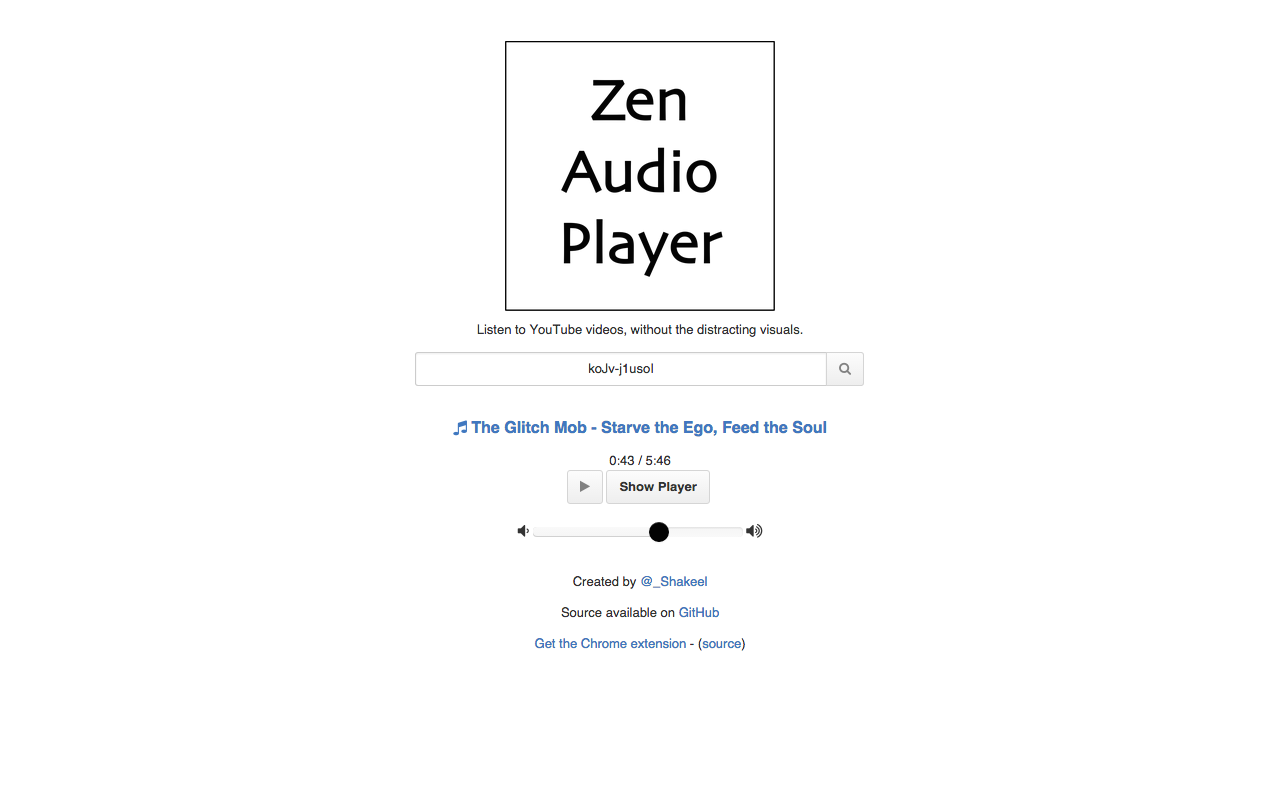 Zen
Audio
Player
Listen to YouTube videos, without the distracting visuals.
koJv-j1usoI
The Glitch Mob - Starve the Ego, Feed the Soul
0:43 / 5:46
Show Player
Created by @_Shakeel
Source available on GitHub
Get the Chrome extension - (source)